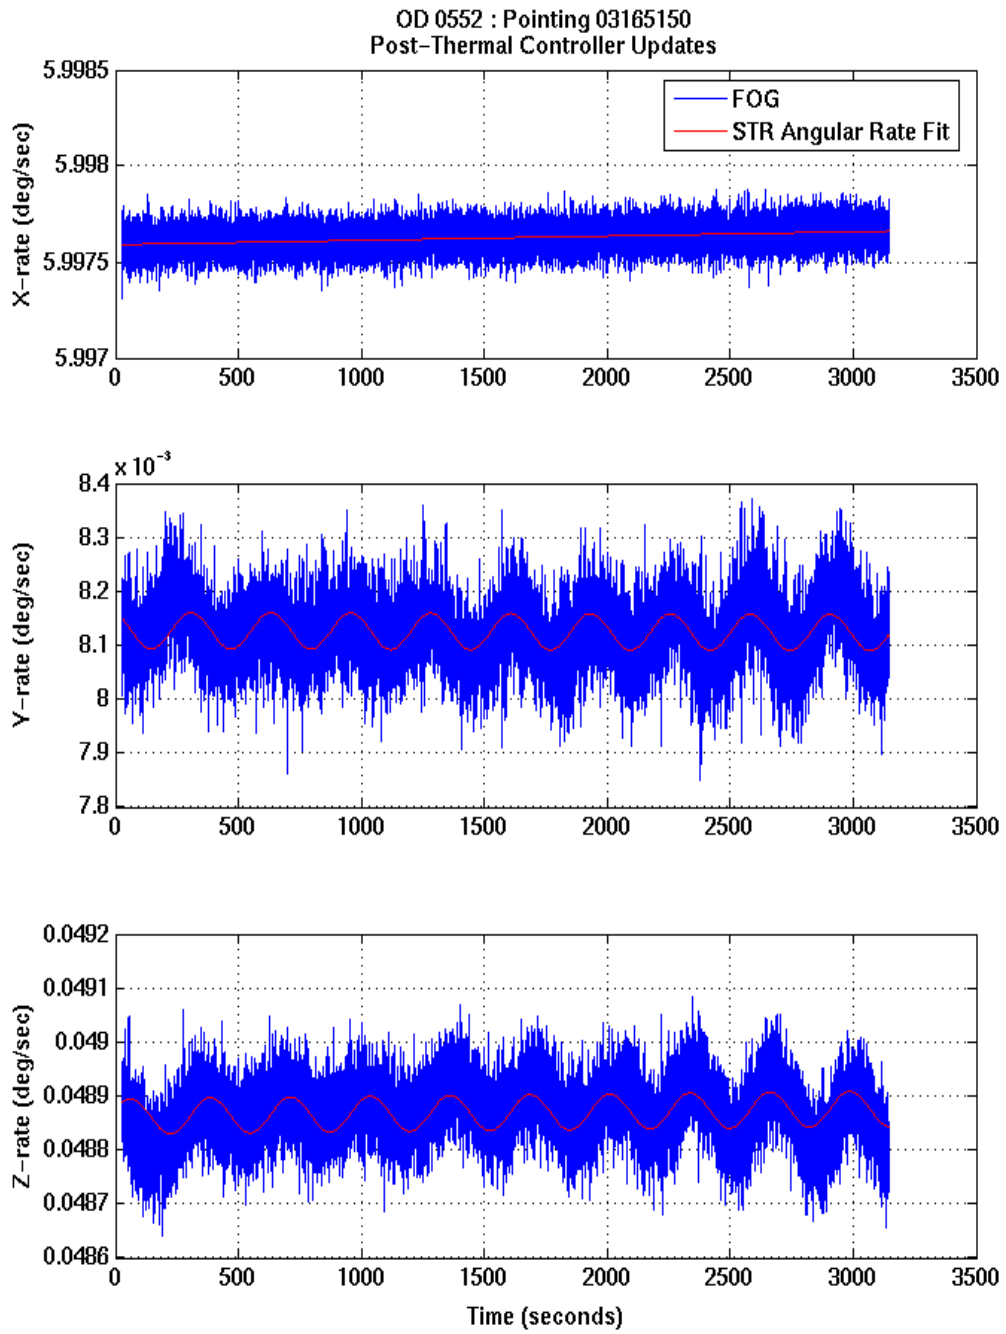 OD 0552 : Pointing 03165150
Post-Thermal Controller Updates
5.9985
5.998
5.9975
5.997
X-rate (deg/sec)
FOG
STR Angular Rate Fit
0 500 1000 1500 2000 2500 3000 3500
x 10⁻³
8.4
8.3
8.2
8.1
8
7.9
7.8
Y-rate (deg/sec)
0 500 1000 1500 2000 2500 3000 3500
0.0492
0.0491
0.049
0.0489
0.0488
0.0487
0.0486
Z-rate (deg/sec)
0 500 1000 1500 2000 2500 3000 3500
Time (seconds)